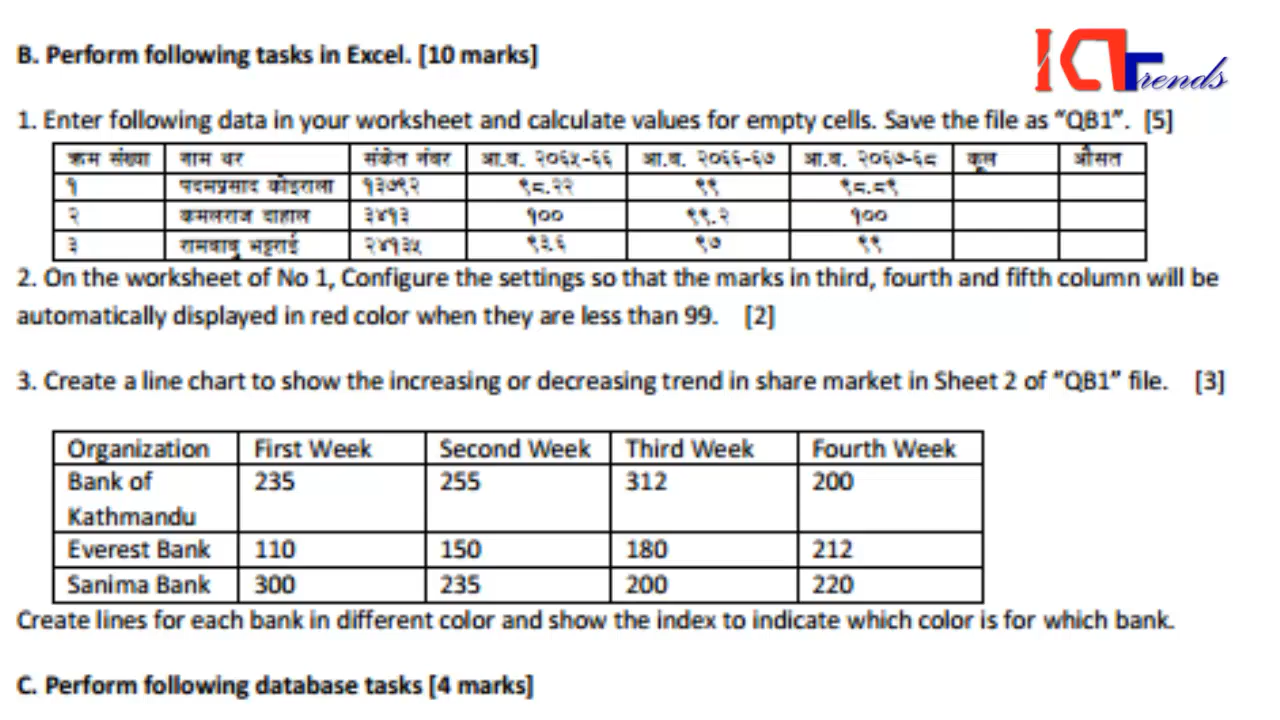 B. Perform following tasks in Excel. [10 marks]
ICTrends
1. Enter following data in your worksheet and calculate values for empty cells. Save the file as “QB1”. [5]
क्रम संख्या नाम थर संकेत नंबर आ.ब. २०६५-६६ आ.ब. २०६६-६७ आ.ब. २०६७-६८ कूल औसत
१ पदमप्रसाद कोइराला १३७९२ ९८.२२ ९९ ९८.८९
२ कमलराज दाहाल ३४१३ १०० ९९.२ १००
३ रामबाबु भट्टराई २४१३५ ९३.६ ९७ ९९
2. On the worksheet of No 1, Configure the settings so that the marks in third, fourth and fifth column will be
automatically displayed in red color when they are less than 99. [2]
3. Create a line chart to show the increasing or decreasing trend in share market in Sheet 2 of “QB1” file. [3]
Organization First Week Second Week Third Week Fourth Week
Bank of 235 255 312 200
Kathmandu
Everest Bank 110 150 180 212
Sanima Bank 300 235 200 220
Create lines for each bank in different color and show the index to indicate which color is for which bank.
C. Perform following database tasks [4 marks]